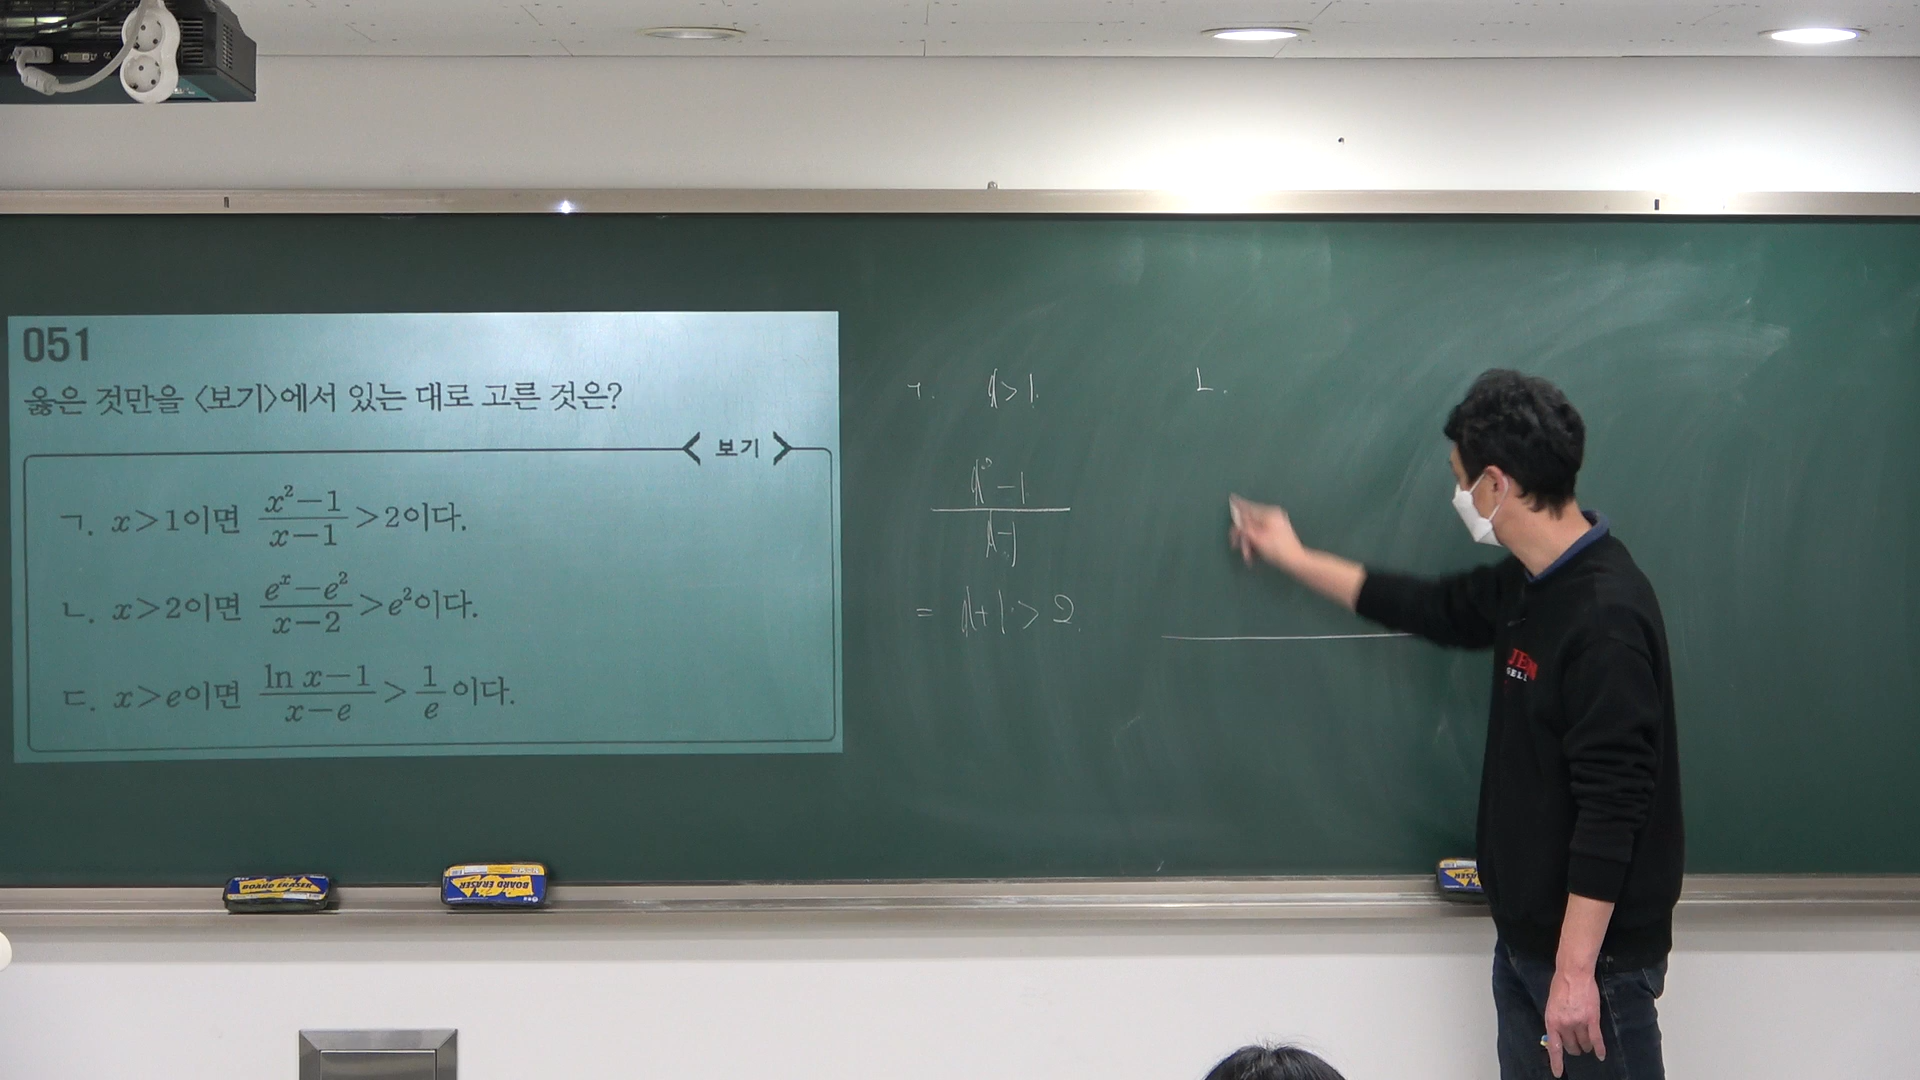 051
옳은 것만을 <보기>에서 있는 대로 고른 것은?
보기
ㄱ. x>1이면 (x²-1)/(x-1) > 2이다.
ㄴ. x>2이면 (eˣ-e²)/(x-2) > e²이다.
ㄷ. x>e이면 (ln x-1)/(x-e) > 1/e 이다.
ㄱ. x>1.
x²-1
x-1
= x+1>2.
ㄴ.
BOARD ERASER
BOARD ERASER